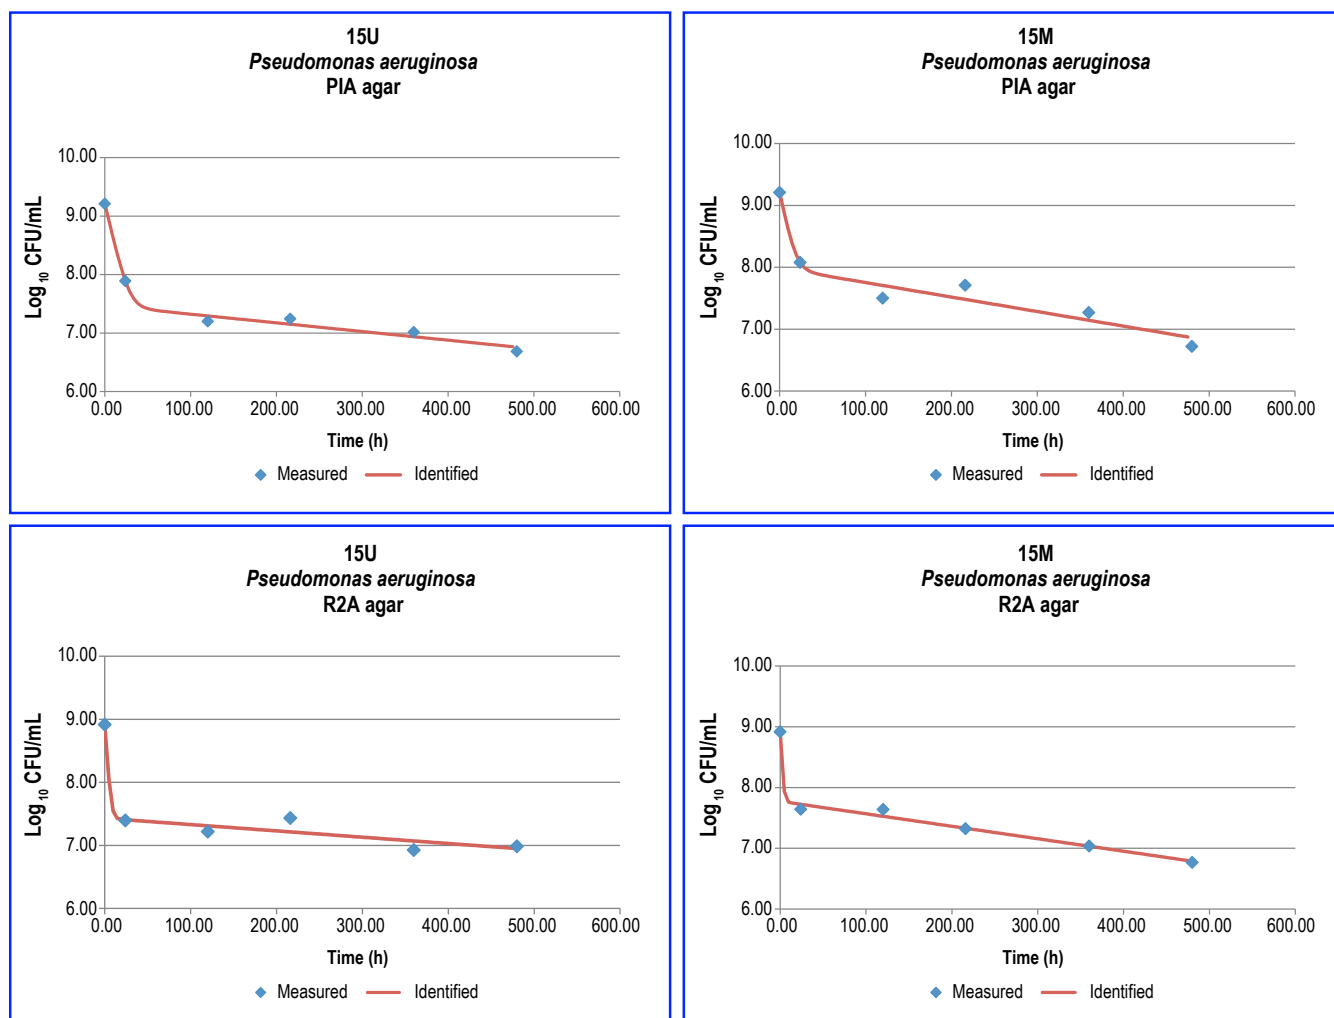 15U
Pseudomonas aeruginosa
PIA agar
Log10 CFU/mL
10.00
9.00
8.00
7.00
6.00
0.00 100.00 200.00 300.00 400.00 500.00 600.00
Time (h)
Measured Identified
15M
Pseudomonas aeruginosa
PIA agar
Log10 CFU/mL
10.00
9.00
8.00
7.00
6.00
0.00 100.00 200.00 300.00 400.00 500.00 600.00
Time (h)
Measured Identified
15U
Pseudomonas aeruginosa
R2A agar
Log10 CFU/mL
10.00
9.00
8.00
7.00
6.00
0.00 100.00 200.00 300.00 400.00 500.00 600.00
Time (h)
Measured Identified
15M
Pseudomonas aeruginosa
R2A agar
Log10 CFU/mL
10.00
9.00
8.00
7.00
6.00
0.00 100.00 200.00 300.00 400.00 500.00 600.00
Time (h)
Measured Identified